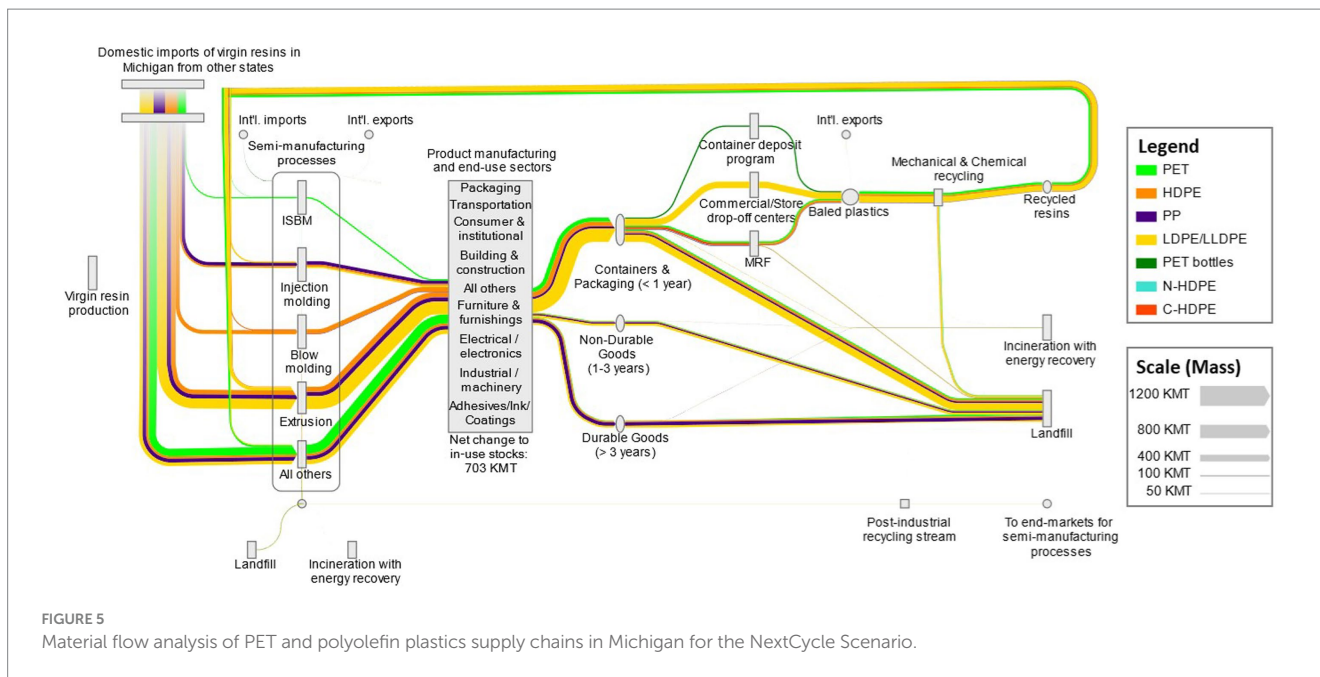 Domestic imports of virgin resins in
Michigan from other states
Int'l. imports
Int'l. exports
Semi-manufacturing
processes
ISBM
Injection
molding
Blow
molding
Extrusion
All others
Virgin resin
production
Landfill
Incineration with
energy recovery
Product manufacturing
and end-use sectors
Packaging
Transportation
Consumer &
institutional
Building &
construction
All others
Furniture &
furnishings
Electrical /
electronics
Industrial /
machinery
Adhesives/Ink/
Coatings
Net change to
in-use stocks:
703 KMT
Containers &
Packaging (< 1 year)
Non-Durable
Goods
(1-3 years)
Durable Goods
(> 3 years)
Container deposit
program
Commercial/Store
drop-off centers
MRF
Int'l. exports
Baled plastics
Mechanical & Chemical
recycling
Recycled
resins
Incineration with
energy recovery
Landfill
Post-industrial
recycling stream
To end-markets for
semi-manufacturing
processes
Legend
PET
HDPE
PP
LDPE/LLDPE
PET bottles
N-HDPE
C-HDPE
Scale (Mass)
1200 KMT
800 KMT
400 KMT
100 KMT
50 KMT
FIGURE 5
Material flow analysis of PET and polyolefin plastics supply chains in Michigan for the NextCycle Scenario.